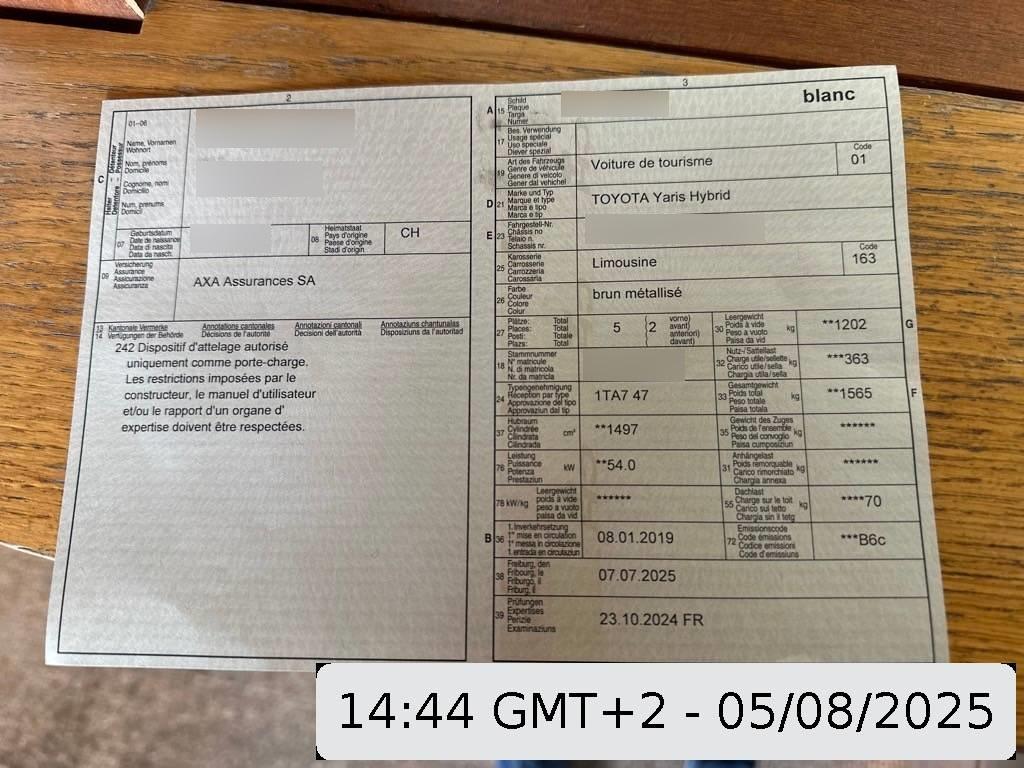 2
01-06
C
Halter
Détenteur
Detentore
Possessur
Name, Vornamen
Wohnort
Nom, prénoms
Domicile
Cognome, nomi
Domicilio
Num, prenums
Domicil
07
Geburtsdatum
Date de naissance
Data di nascita
Data da nasch.
08
Heimatstaat
Pays d'origine
Paese d'origine
Stadi d'origin
CH
09
Versicherung
Assurance
Assicurazione
Assicuranza
AXA Assurances SA
13
14
Kantonale Vermerke
Verfügungen der Behörde
Annotations cantonales
Décisions de l'autorité
Annotazioni cantonali
Decisioni dell'autorità
Annotaziuns chantunalas
Disposiziuns da l'autoritad
242 Dispositif d'attelage autorisé
uniquement comme porte-charge.
Les restrictions imposées par le
constructeur, le manuel d'utilisateur
et/ou le rapport d'un organe d'
expertise doivent être respectées.
3
A 15
Schild
Plaque
Targa
Numer
blanc
17
Bes. Verwendung
Usage spécial
Uso speciale
Diever spezial
19
Art des Fahrzeugs
Genre de véhicule
Genere di veicolo
Gener dal vehichel
Voiture de tourisme
Code
01
D 21
Marke und Typ
Marque et type
Marca e tipo
Marca e tip
TOYOTA Yaris Hybrid
E 23
Fahrgestell-Nr.
Châssis no
Telaio n.
Schassis nr.
25
Karosserie
Carrosserie
Carrozzeria
Carossaria
Limousine
Code
163
26
Farbe
Couleur
Colore
Colur
brun métallisé
27
Plätze: Total
Places: Total
Posti: Totale
Plazs: Total
5
(2
vorne)
avant)
anteriori)
davant)
30
Leergewicht
Poids à vide
Peso a vuoto
Paisa da vid
kg
**1202
G
18
Stammnummer
N° matricule
N. di matricola
Nr. da matricla
32
Nutz-/Sattellast
Charge utile/sellette
Carico utile/sella
Chargia utila/sella
kg
***363
24
Typengenehmigung
Réception par type
Approvazione del tipo
Approvaziun dal tip
1TA7 47
33
Gesamtgewicht
Poids total
Peso totale
Paisa totala
kg
**1565
F
37
Hubraum
Cylindrée
Cilindrata
Cilindrada
cm³
**1497
35
Gewicht des Zuges
Poids de l'ensemble
Peso del convoglio
Paisa cumposiziun
kg
******
76
Leistung
Puissance
Potenza
Prestaziun
kW
**54.0
31
Anhängelast
Poids remorquable
Carico rimorchiato
Chargia annexa
kg
******
78 kW/kg
Leergewicht
poids à vide
peso a vuoto
paisa da vid
******
55
Dachlast
Charge sur le toit
Carico sul tetto
Chargia sin il tetg
kg
****70
B 36
1. Inverkehrsetzung
1re mise en circulation
1a messa in circolazione
1. entrada en circulaziun
08.01.2019
72
Emissionscode
Code émissions
Codice emissioni
Code d'emissiuns
***B6c
38
Freiburg, den
Fribourg, le
Friburgo, il
Friburg, il
07.07.2025
39
Prüfungen
Expertises
Perizie
Examinaziuns
23.10.2024 FR
14:44 GMT+2 - 05/08/2025